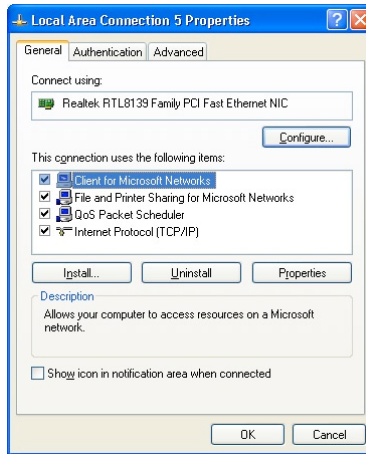 Local Area Connection 5 Properties
General Authentication Advanced
Connect using:
Realtek RTL8139 Family PCI Fast Ethernet NIC
Configure...
This connection uses the following items:
Client for Microsoft Networks
File and Printer Sharing for Microsoft Networks
QoS Packet Scheduler
Internet Protocol (TCP/IP)
Install... Uninstall Properties
Description
Allows your computer to access resources on a Microsoft
network.
Show icon in notification area when connected
OK Cancel